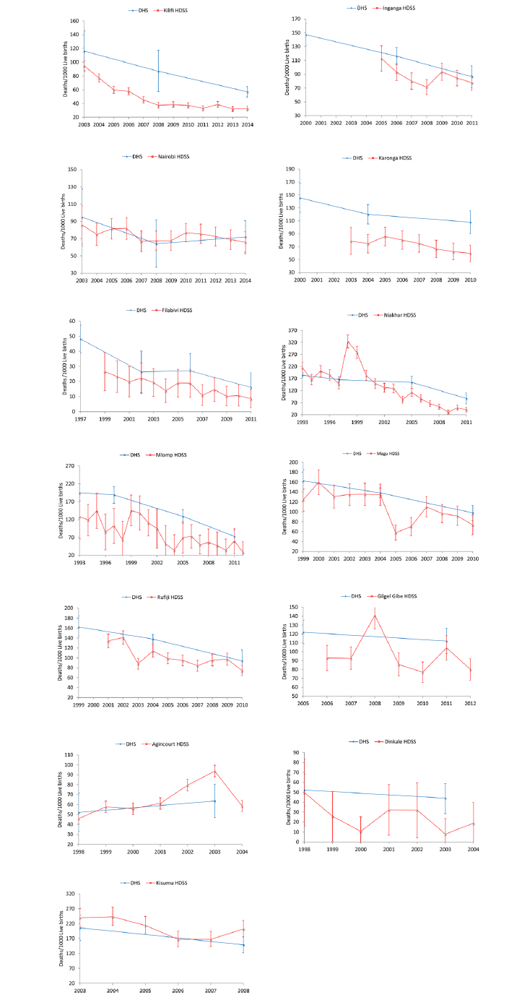 DHS Kilifi HDSS
Deaths/1000 Live births
160
140
120
100
80
60
40
20
2003 2004 2005 2006 2007 2008 2009 2010 2011 2012 2013 2014
DHS Inganga HDSS
Deaths/1000 Live births
170
150
130
110
90
70
50
30
2000 2001 2002 2003 2004 2005 2006 2007 2008 2009 2010 2011
DHS Nairobi HDSS
Deaths/1000 Live births
150
130
110
90
70
50
30
2003 2004 2005 2006 2007 2008 2009 2010 2011 2012 2013 2014
DHS Karonga HDSS
Deaths/1000 Live births
190
170
150
130
110
90
70
50
30
2000 2001 2002 2003 2004 2005 2006 2007 2008 2009 2010
DHS Filabivi HDSS
Deaths/1000 Live births
60
50
40
30
20
10
0
1997 1999 2001 2003 2005 2007 2009 2011
DHS Niakhar HDSS
Deaths/1000 Live births
370
320
270
220
170
120
70
20
1993 1996 1999 2002 2005 2008 2011
DHS Mlomp HDSS
Deaths/1000 Live births
270
220
170
120
70
20
1993 1996 1999 2002 2005 2008 2011
DHS Magu HDSS
Deaths/1000 Live births
200
180
160
140
120
100
80
60
40
20
1999 2000 2001 2002 2003 2004 2005 2006 2007 2008 2009 2010
DHS Rufiji HDSS
Deaths/1000 Live births
200
180
160
140
120
100
80
60
40
20
1999 2000 2001 2002 2003 2004 2005 2006 2007 2008 2009 2010
DHS Gilgel Gibe HDSS
Deaths/1000 Live births
150
140
130
120
110
100
90
80
70
60
50
2005 2006 2007 2008 2009 2010 2011 2012
DHS Agincourt HDSS
Deaths/1000 Live births
110
100
90
80
70
60
50
40
30
20
1998 1999 2000 2001 2002 2003 2004
DHS Dinkale HDSS
Deaths/1000 Live births
90
80
70
60
50
40
30
20
10
0
1998 1999 2000 2001 2002 2003 2004
DHS Kisumu HDSS
Deaths/1000 Live births
320
270
220
170
120
70
20
2003 2004 2005 2006 2007 2008